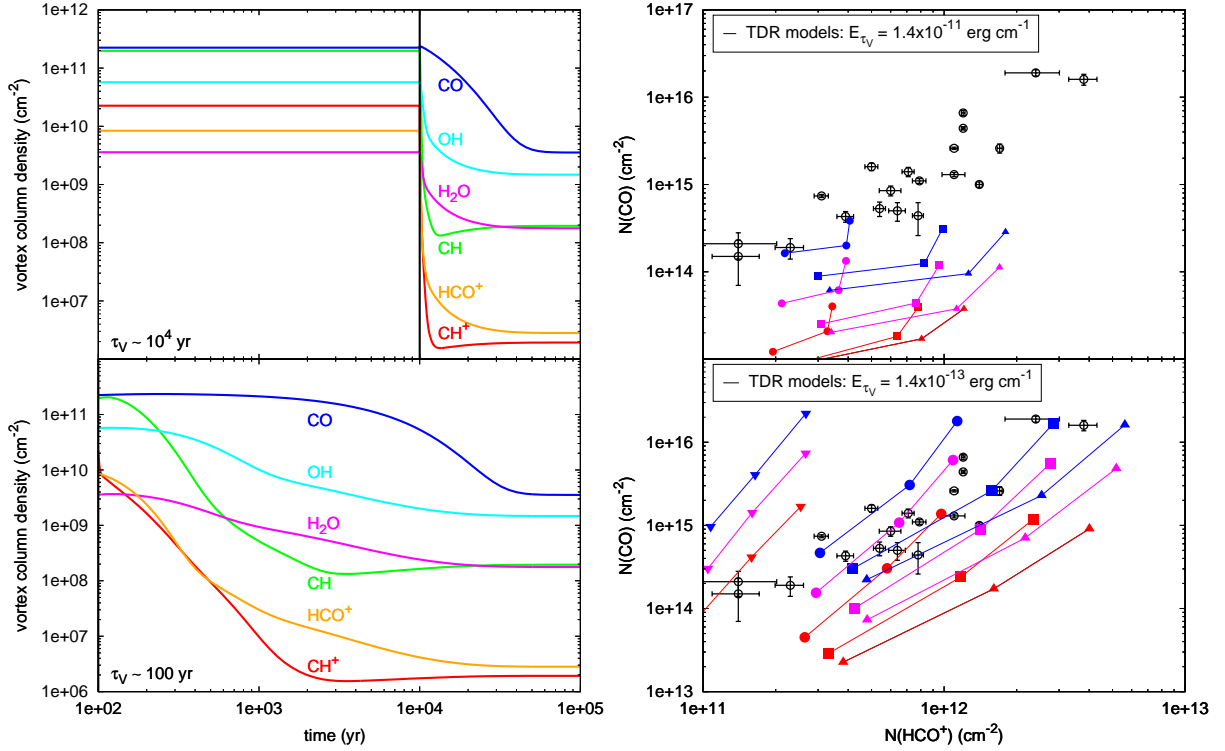 1e+12
1e+11
1e+10
1e+09
1e+08
1e+07
vortex column density (cm⁻²)
CO
OH
H₂O
CH
HCO⁺
CH⁺
τ_V ~ 10⁴ yr
1e+11
1e+10
1e+09
1e+08
1e+07
1e+06
vortex column density (cm⁻²)
CO
OH
H₂O
CH
HCO⁺
CH⁺
τ_V ~ 100 yr
1e+02 1e+03 1e+04 1e+05
time (yr)
1e+17
1e+16
1e+15
1e+14
N(CO) (cm⁻²)
— TDR models: E_τ_V = 1.4x10⁻¹¹ erg cm⁻¹
1e+16
1e+15
1e+14
1e+13
N(CO) (cm⁻²)
— TDR models: E_τ_V = 1.4x10⁻¹³ erg cm⁻¹
1e+11 1e+12 1e+13
N(HCO⁺) (cm⁻²)